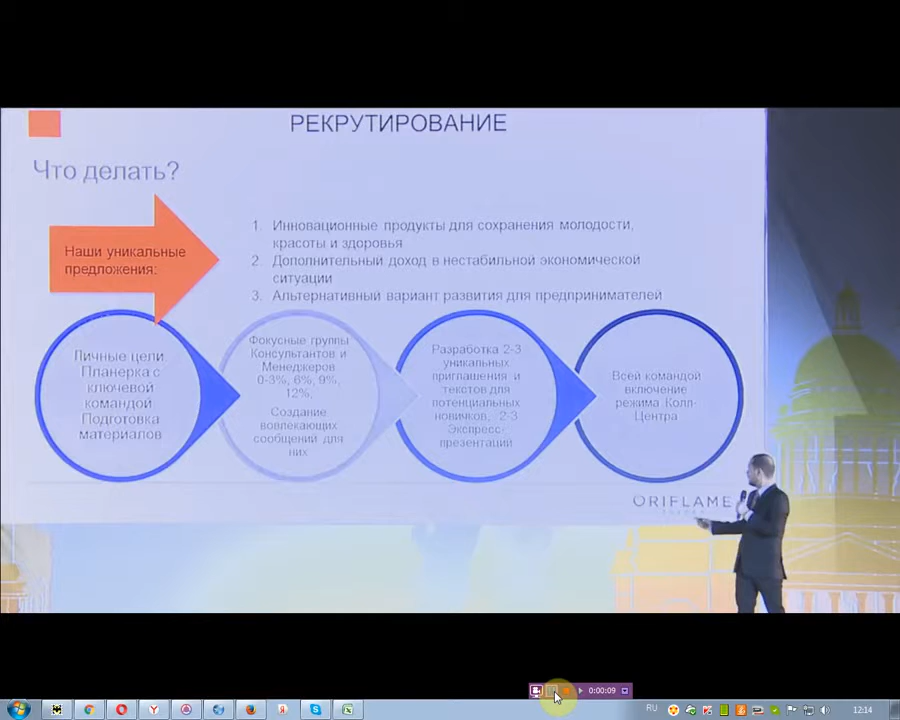 РЕКРУТИРОВАНИЕ
Что делать?
Наши уникальные
предложения:
1. Инновационные продукты для сохранения молодости,
красоты и здоровья
2. Дополнительный доход в нестабильной экономической
ситуации
3. Альтернативный вариант развития для предпринимателей
Личные цели.
Планерка с
ключевой
командой.
Подготовка
материалов
Фокусные группы
Консультантов и
Менеджеров
0-3%, 6%, 9%,
12%,
Создание
вовлекающих
сообщений для
них
Разработка 2-3
уникальных
приглашения и
текстов для
потенциальных
новичков, 2-3
Экспресс-
презентации
Всей командой
включение
режима Колл-
Центра
ORIFLAME
0:00:09
RU
12:14